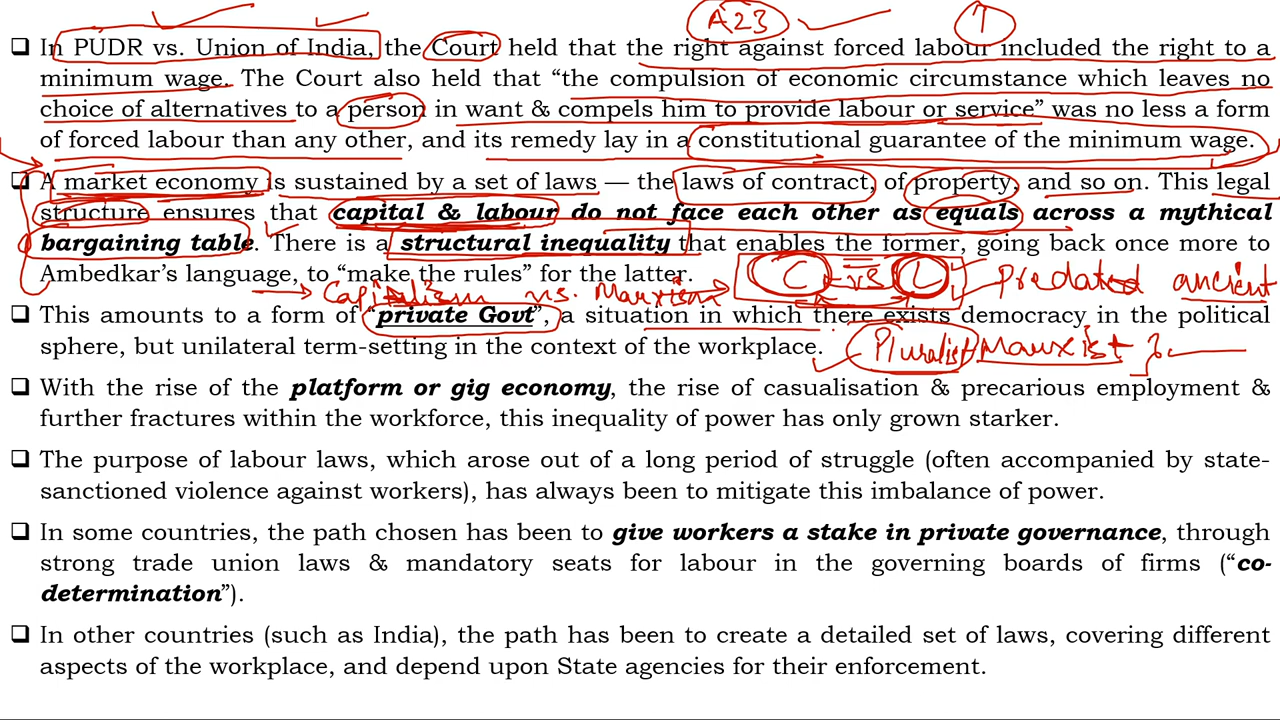 A23 ↑
❑ In PUDR vs. Union of India, the Court held that the right against forced labour included the right to a
minimum wage. The Court also held that “the compulsion of economic circumstance which leaves no
choice of alternatives to a person in want & compels him to provide labour or service” was no less a form
of forced labour than any other, and its remedy lay in a constitutional guarantee of the minimum wage.
❑ A market economy is sustained by a set of laws — the laws of contract, of property, and so on. This legal
structure ensures that capital & labour do not face each other as equals across a mythical
bargaining table. There is a structural inequality that enables the former, going back once more to
Ambedkar’s language, to “make the rules” for the latter.
C vs L Predated ancient
→ Capitalism vs. Marxism →
❑ This amounts to a form of “private Govt”, a situation in which there exists democracy in the political
sphere, but unilateral term-setting in the context of the workplace.
Pluralist Marxist
❑ With the rise of the platform or gig economy, the rise of casualisation & precarious employment &
further fractures within the workforce, this inequality of power has only grown starker.
❑ The purpose of labour laws, which arose out of a long period of struggle (often accompanied by state-
sanctioned violence against workers), has always been to mitigate this imbalance of power.
❑ In some countries, the path chosen has been to give workers a stake in private governance, through
strong trade union laws & mandatory seats for labour in the governing boards of firms (“co-
determination”).
❑ In other countries (such as India), the path has been to create a detailed set of laws, covering different
aspects of the workplace, and depend upon State agencies for their enforcement.